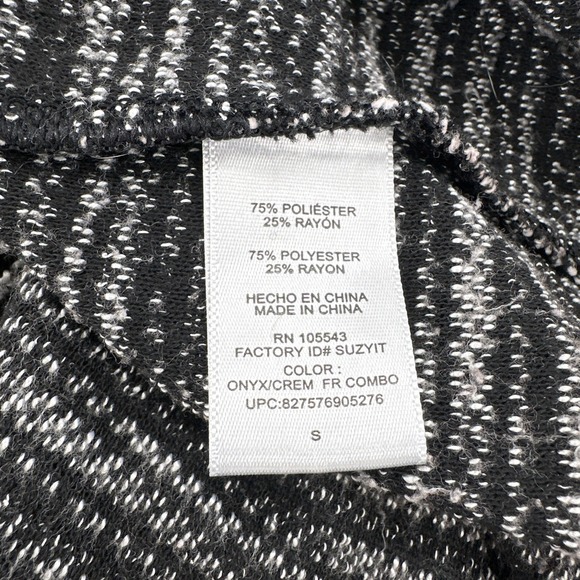 75% POLIÉSTER
25% RAYÓN
75% POLYESTER
25% RAYON
HECHO EN CHINA
MADE IN CHINA
RN 105543
FACTORY ID# SUZYIT
COLOR :
ONYX/CREM FR COMBO
UPC:827576905276
S